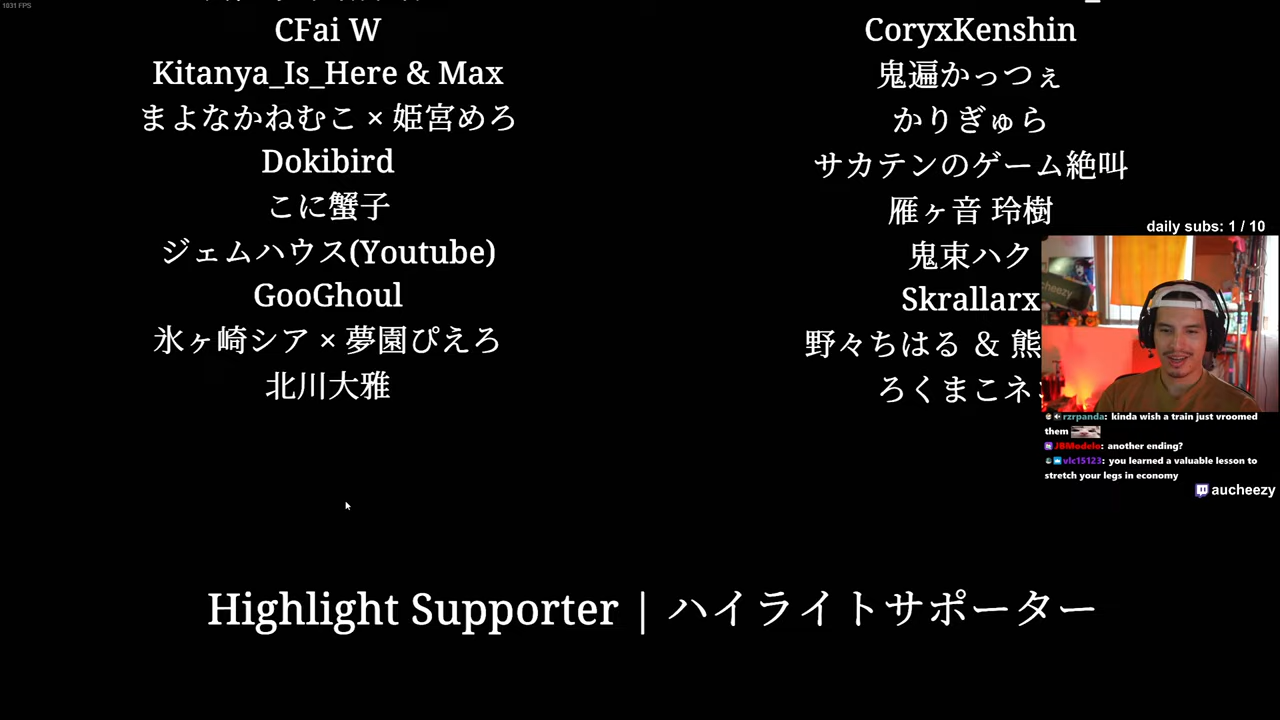 1031 FPS
CFai W
CoryxKenshin
Kitanya_Is_Here & Max
鬼遍かっつぇ
まよなかねむこ × 姫宮めろ
かりぎゅら
Dokibird
サカテンのゲーム絶叫
こに蟹子
雁ヶ音 玲樹
ジェムハウス(Youtube)
鬼束ハク
GooGhoul
Skrallarx
氷ヶ崎シア × 夢園ぴえろ
野々ちはる & 熊
北川大雅
ろくまこネ
daily subs: 1 / 10
cheezy
rzrpanda: kinda wish a train just vroomed
them
JBModelo: another ending?
vlc15123: you learned a valuable lesson to
stretch your legs in economy
aucheezy
Highlight Supporter | ハイライトサポーター